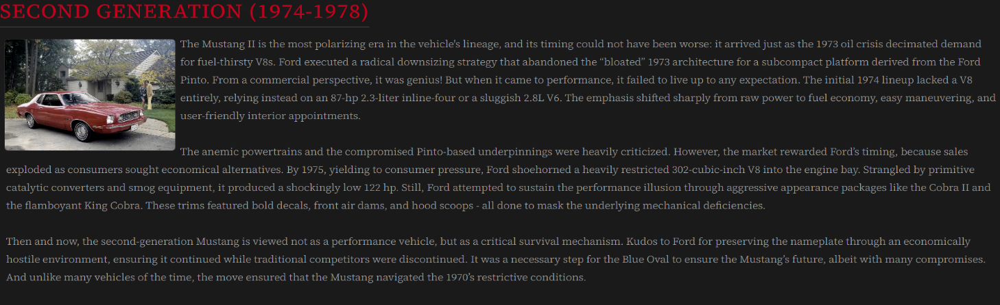 SECOND GENERATION (1974-1978)
The Mustang II is the most polarizing era in the vehicle's lineage, and its timing could not have been worse: it arrived just as the 1973 oil crisis decimated demand
for fuel-thirsty V8s. Ford executed a radical downsizing strategy that abandoned the “bloated” 1973 architecture for a subcompact platform derived from the Ford
Pinto. From a commercial perspective, it was genius! But when it came to performance, it failed to live up to any expectation. The initial 1974 lineup lacked a V8
entirely, relying instead on an 87-hp 2.3-liter inline-four or a sluggish 2.8L V6. The emphasis shifted sharply from raw power to fuel economy, easy maneuvering, and
user-friendly interior appointments.
The anemic powertrains and the compromised Pinto-based underpinnings were heavily criticized. However, the market rewarded Ford’s timing, because sales
exploded as consumers sought economical alternatives. By 1975, yielding to consumer pressure, Ford shoehorned a heavily restricted 302-cubic-inch V8 into the engine bay. Strangled by primitive
catalytic converters and smog equipment, it produced a shockingly low 122 hp. Still, Ford attempted to sustain the performance illusion through aggressive appearance packages like the Cobra II and
the flamboyant King Cobra. These trims featured bold decals, front air dams, and hood scoops - all done to mask the underlying mechanical deficiencies.
Then and now, the second-generation Mustang is viewed not as a performance vehicle, but as a critical survival mechanism. Kudos to Ford for preserving the nameplate through an economically
hostile environment, ensuring it continued while traditional competitors were discontinued. It was a necessary step for the Blue Oval to ensure the Mustang’s future, albeit with many compromises.
And unlike many vehicles of the time, the move ensured that the Mustang navigated the 1970’s restrictive conditions.